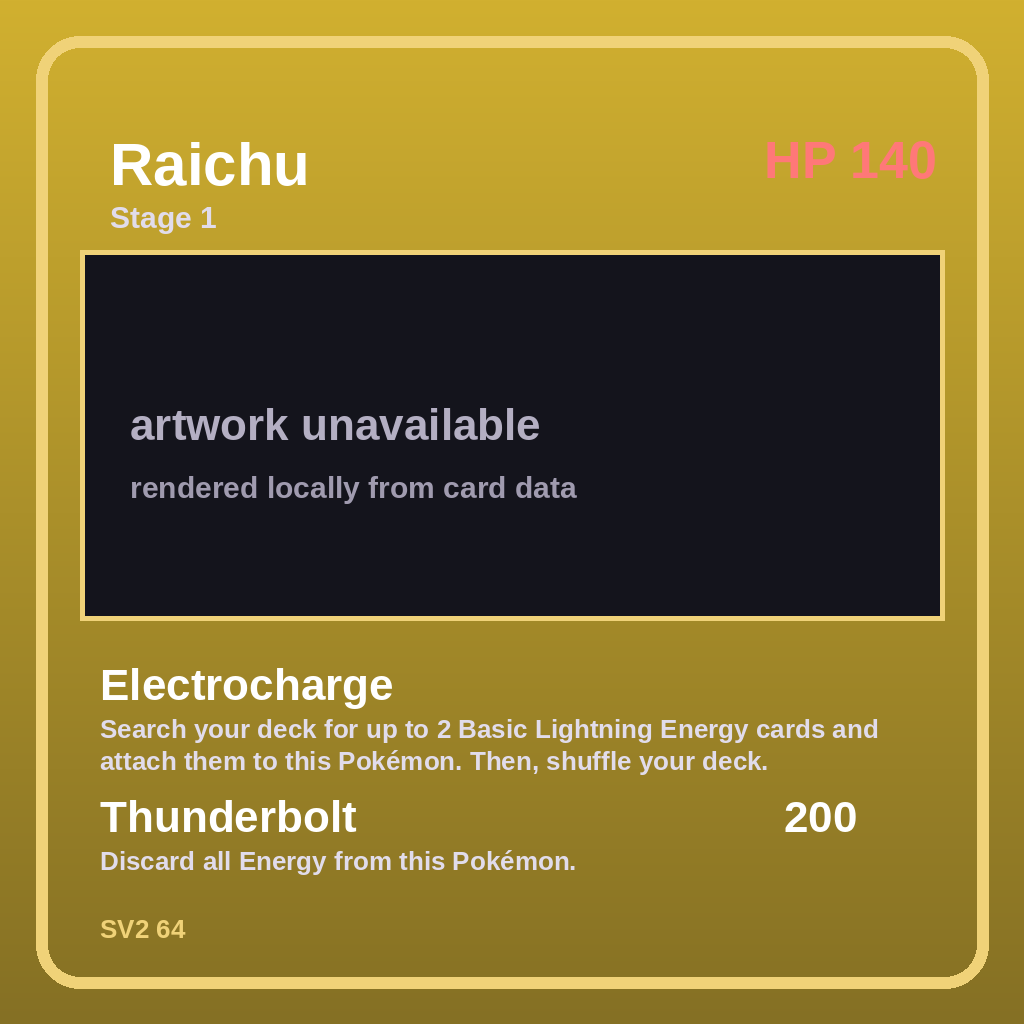 Raichu
HP 140
Stage 1
artwork unavailable
rendered locally from card data
Electrocharge
Search your deck for up to 2 Basic Lightning Energy cards and
attach them to this Pokémon. Then, shuffle your deck.
Thunderbolt 200
Discard all Energy from this Pokémon.
SV2 64